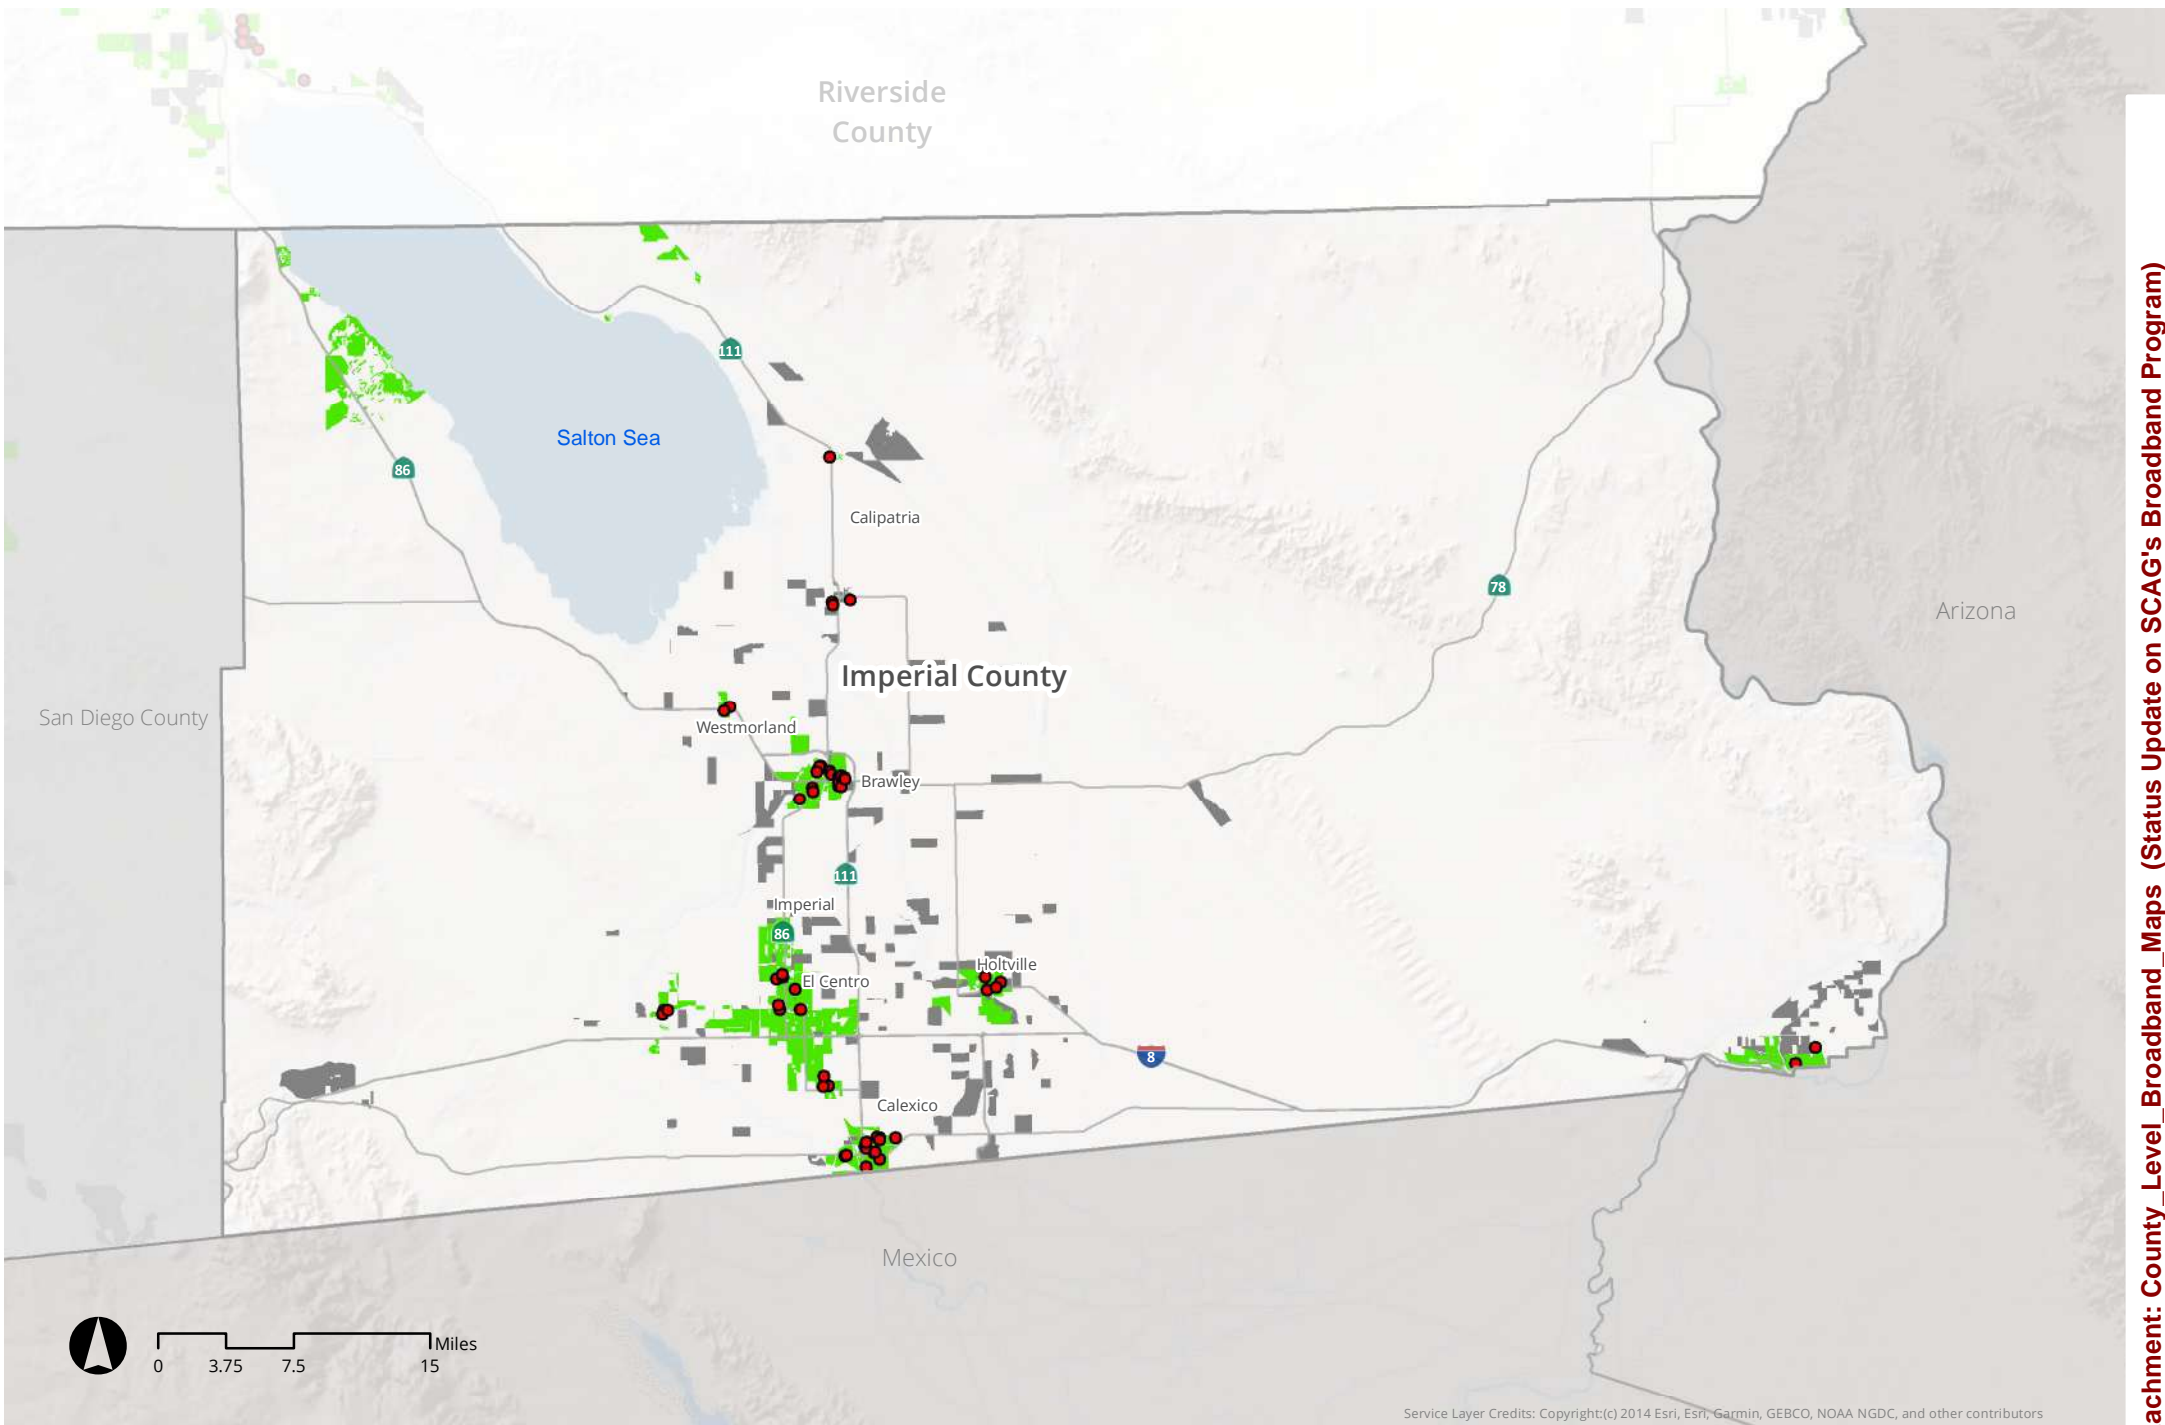 Riverside
County
111
Salton Sea
86
Calipatria
78
Arizona
Imperial County
San Diego County
Westmorland
Brawley
111
Imperial
86
Holtville
El Centro
8
Calexico
Mexico
Miles
0 3.75 7.5 15
Service Layer Credits: Copyright:(c) 2014 Esri, Esri, Garmin, GEBCO, NOAA NGDC, and other contributors
achment: County_Level_Broadband_Maps (Status Update on SCAG's Broadband Program)